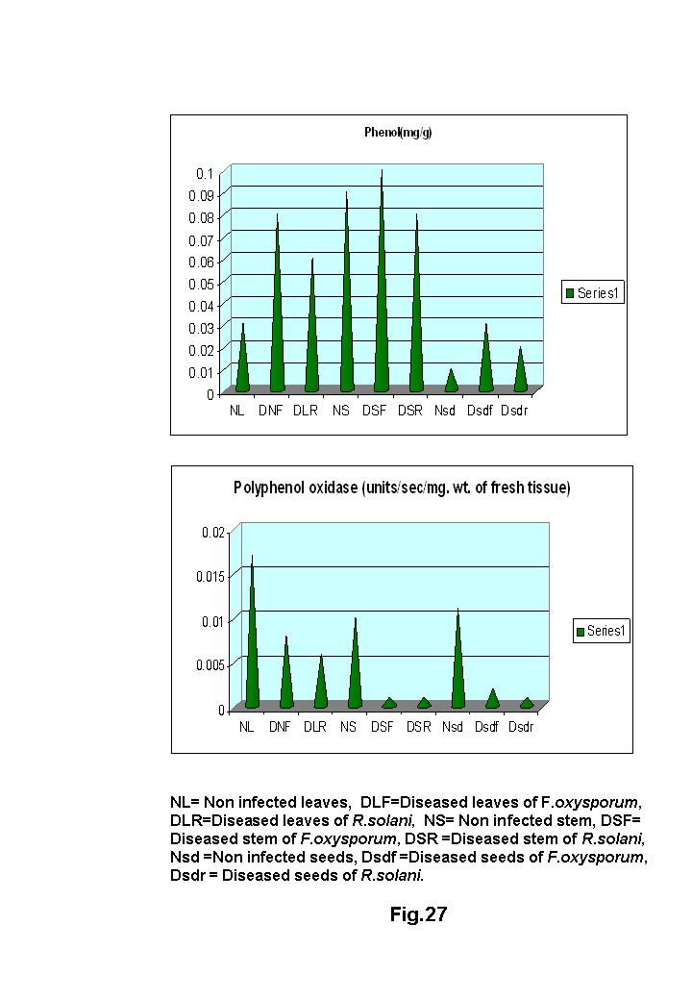 Phenol(mg/g)
0.1
0.09
0.08
0.07
0.06
0.05
0.04
0.03
0.02
0.01
0
NL DNF DLR NS DSF DSR Nsd Dsdf Dsdr
Series1
Polyphenol oxidase (units/sec/mg. wt. of fresh tissue)
0.02
0.015
0.01
0.005
0
NL DNF DLR NS DSF DSR Nsd Dsdf Dsdr
Series1
NL= Non infected leaves, DLF=Diseased leaves of F.oxysporum,
DLR=Diseased leaves of R.solani, NS= Non infected stem, DSF=
Diseased stem of F.oxysporum, DSR =Diseased stem of R.solani,
Nsd =Non infected seeds, Dsdf =Diseased seeds of F.oxysporum,
Dsdr = Diseased seeds of R.solani.
Fig.27